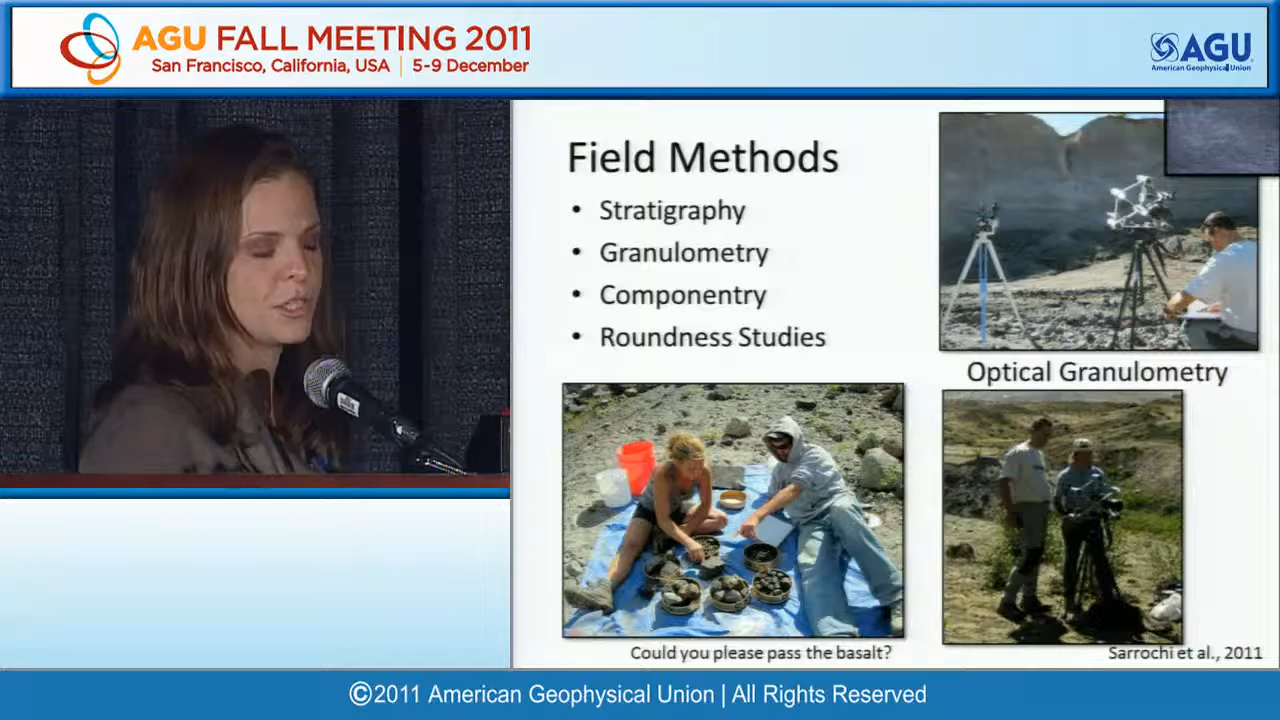 AGU FALL MEETING 2011
San Francisco, California, USA | 5-9 December
AGU
American Geophysical Union
Field Methods
• Stratigraphy
• Granulometry
• Componentry
• Roundness Studies
Optical Granulometry
Could you please pass the basalt?
Sarrochi et al., 2011
©2011 American Geophysical Union | All Rights Reserved